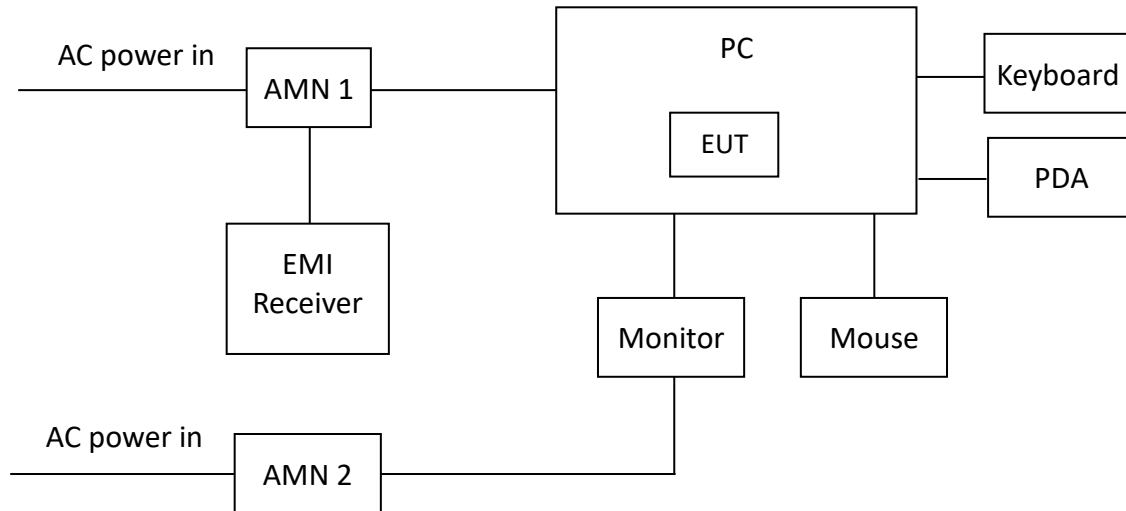 AC power in
AMN 1
PC
EUT
Keyboard
PDA
EMI
Receiver
Monitor
Mouse
AC power in
AMN 2